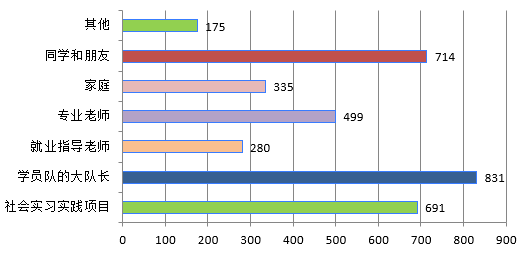 其他
175
同学和朋友
714
家庭
335
专业老师
499
就业指导老师
280
学员队的大队长
831
社会实习实践项目
691
0 100 200 300 400 500 600 700 800 900